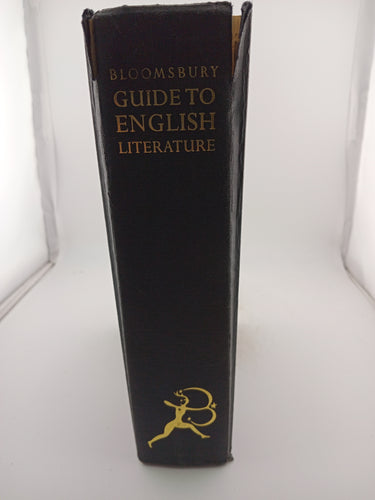 BLOOMSBURY
GUIDE TO
ENGLISH
LITERATURE
B